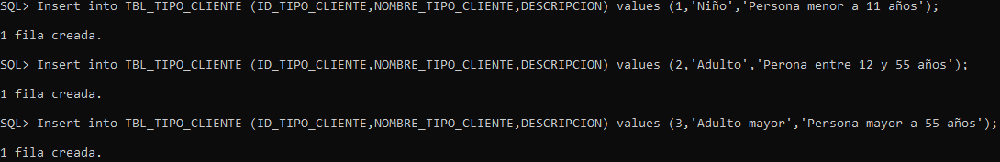 SQL> Insert into TBL_TIPO_CLIENTE (ID_TIPO_CLIENTE,NOMBRE_TIPO_CLIENTE,DESCRIPCION) values (1,'Niño','Persona menor a 11 años');
1 fila creada.
SQL> Insert into TBL_TIPO_CLIENTE (ID_TIPO_CLIENTE,NOMBRE_TIPO_CLIENTE,DESCRIPCION) values (2,'Adulto','Perona entre 12 y 55 años');
1 fila creada.
SQL> Insert into TBL_TIPO_CLIENTE (ID_TIPO_CLIENTE,NOMBRE_TIPO_CLIENTE,DESCRIPCION) values (3,'Adulto mayor','Persona mayor a 55 años');
1 fila creada.